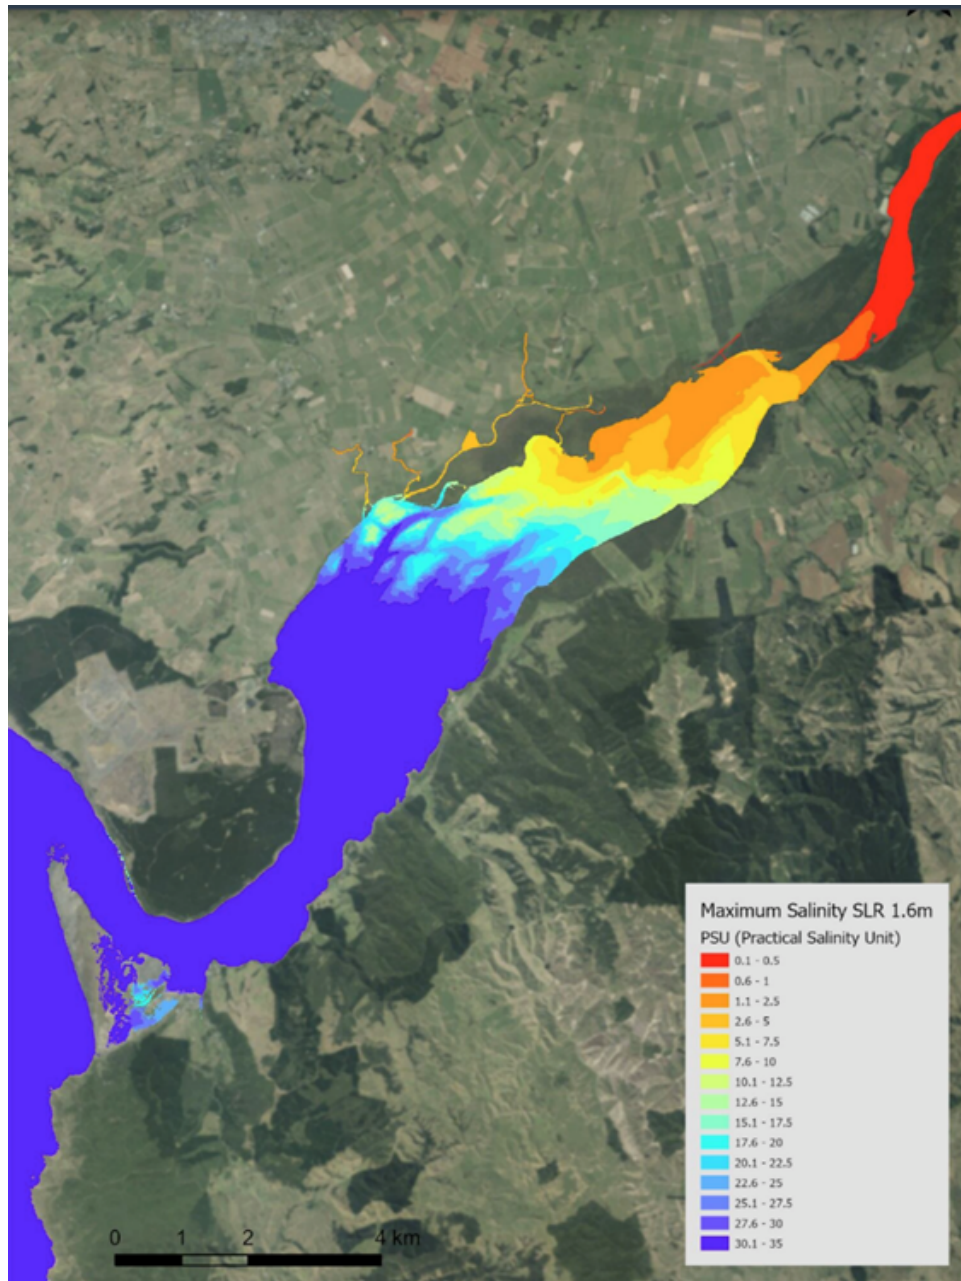 Maximum Salinity SLR 1.6m
PSU (Practical Salinity Unit)
0.1 - 0.5
0.6 - 1
1.1 - 2.5
2.6 - 5
5.1 - 7.5
7.6 - 10
10.1 - 12.5
12.6 - 15
15.1 - 17.5
17.6 - 20
20.1 - 22.5
22.6 - 25
25.1 - 27.5
27.6 - 30
30.1 - 35
0 1 2 4 km